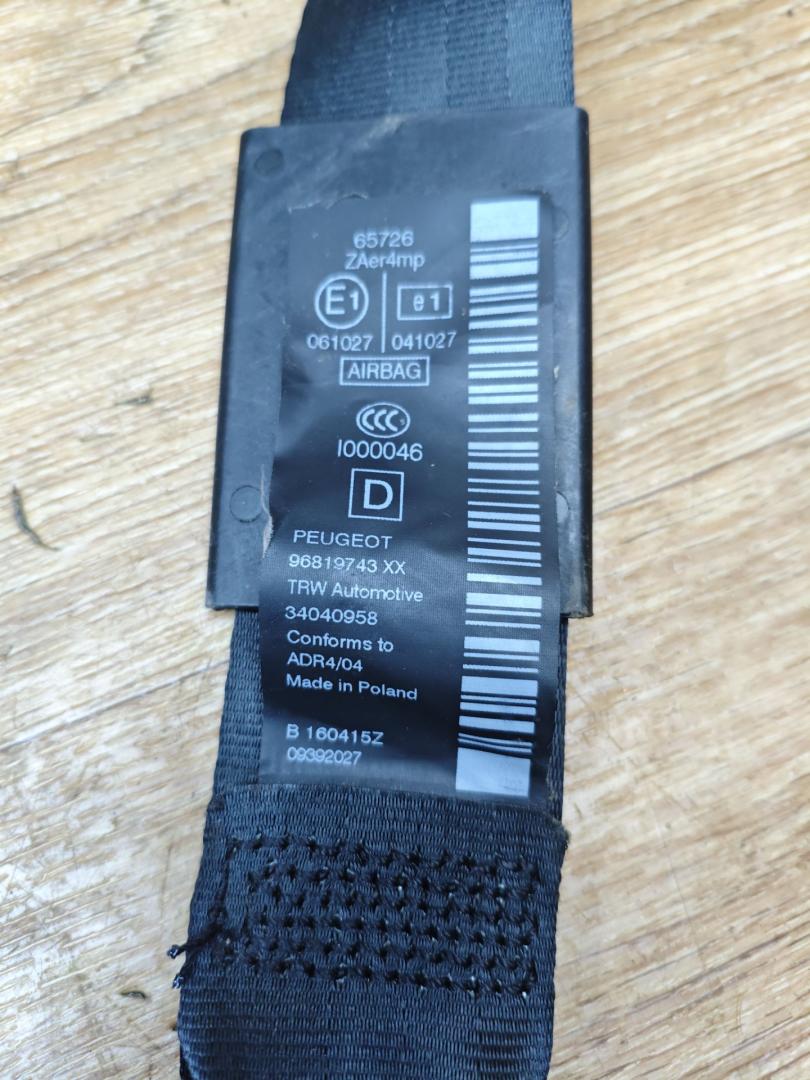 65726
ZAer4mp
E1 e1
061027 041027
AIRBAG
CCC S
I000046
D
PEUGEOT
96819743 XX
TRW Automotive
34040958
Conforms to
ADR4/04
Made in Poland
B 160415Z
09392027